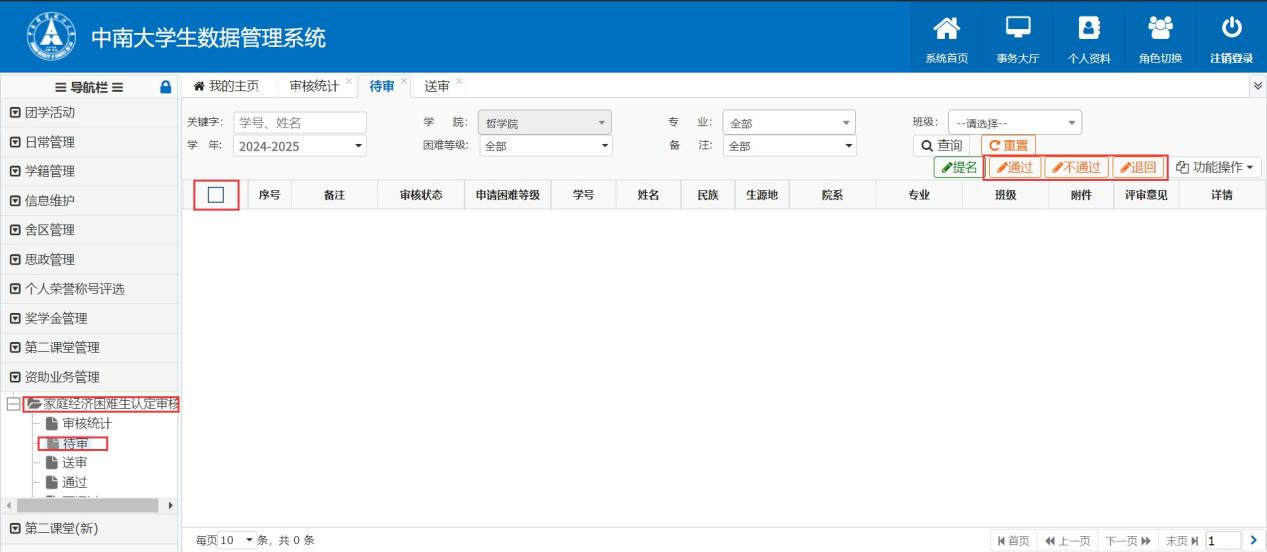 中南大学生数据管理系统
系统首页 事务大厅 个人资料 角色切换 注销登录
导航栏
我的主页 审核统计 待审 送审
团学活动
日常管理
学籍管理
信息维护
舍区管理
思政管理
个人荣誉称号评选
奖学金管理
第二课堂管理
资助业务管理
家庭经济困难生认定审核
审核统计
待审
送审
通过
第二课堂(新)
关键字: 学号、姓名 学 院: 哲学院 专 业: 全部 班级: --请选择--
学 年: 2024-2025 困难等级: 全部 备 注: 全部 查询 重置
提名 通过 不通过 退回 功能操作
序号 备注 审核状态 申请困难等级 学号 姓名 民族 生源地 院系 专业 班级 附件 评审意见 详情
每页 10 条，共 0 条 首页 上一页 下一页 末页 1